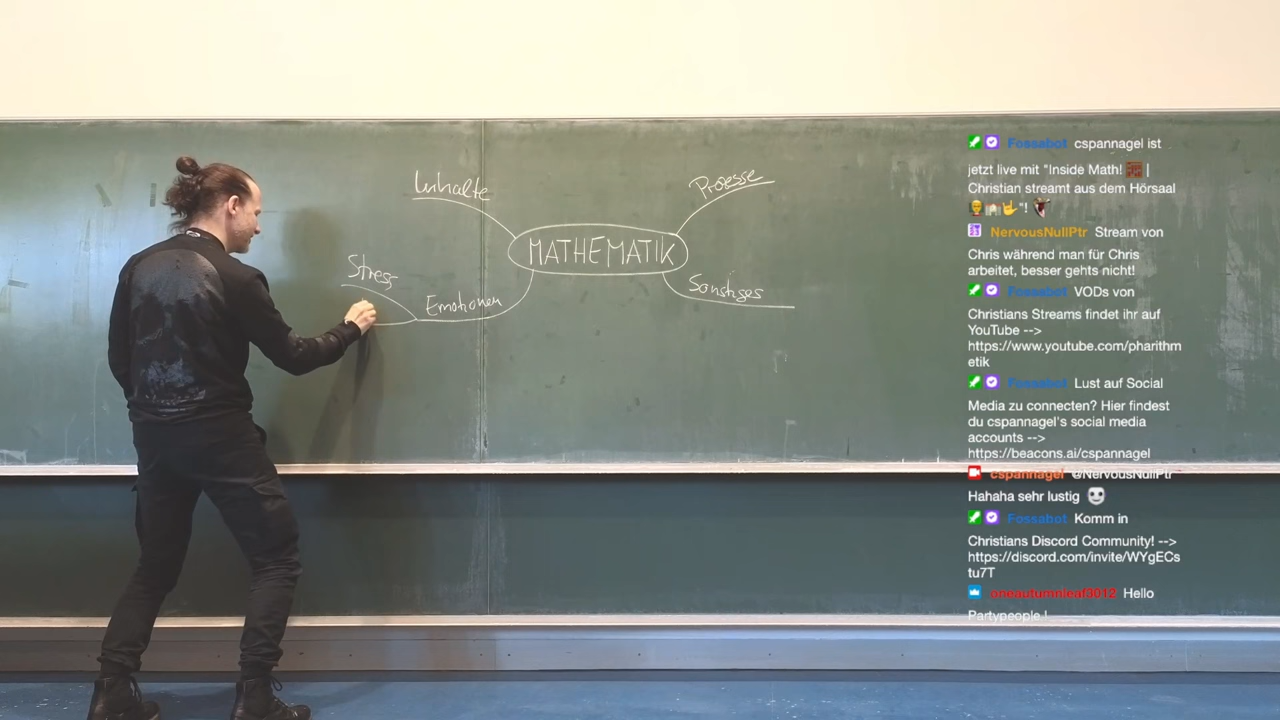 Inhalte
Prozesse
MATHEMATIK
Stress
Emotionen
Sonstiges
Fossabot cspannagel ist
jetzt live mit "Inside Math! |
Christian streamt aus dem Hörsaal
"!
NervousNullPtr Stream von
Chris während man für Chris
arbeitet, besser gehts nicht!
Fossabot VODs von
Christians Streams findet ihr auf
YouTube -->
https://www.youtube.com/pharithm
etik
Fossabot Lust auf Social
Media zu connecten? Hier findest
du cspannagel's social media
accounts -->
https://beacons.ai/cspannagel
cspannagel @NervousNullPtr
Hahaha sehr lustig
Fossabot Komm in
Christians Discord Community! -->
https://discord.com/invite/WYgECs
tu7T
oneautumnleaf3012 Hello
Partypeople !